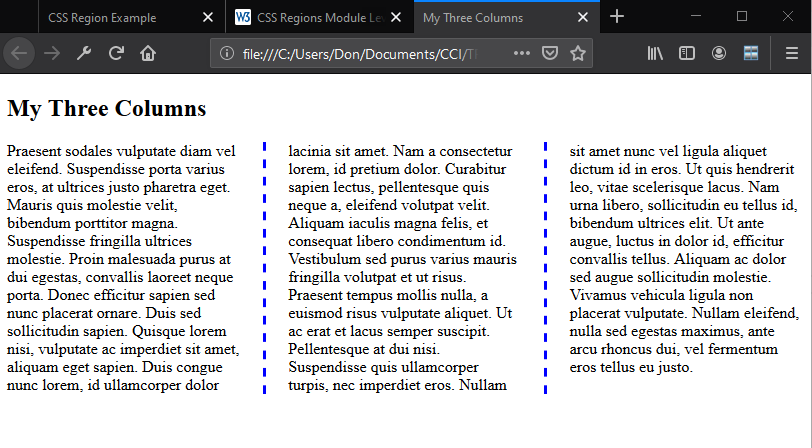 CSS Region Example
CSS Regions Module Le
My Three Columns
file:///C:/Users/Don/Documents/CCI/T
My Three Columns
Praesent sodales vulputate diam vel
eleifend. Suspendisse porta varius
eros, at ultrices justo pharetra eget.
Mauris quis molestie velit,
bibendum porttitor magna.
Suspendisse fringilla ultrices
molestie. Proin malesuada purus at
dui egestas, convallis laoreet neque
porta. Donec efficitur sapien sed
nunc placerat ornare. Duis sed
sollicitudin sapien. Quisque lorem
nisi, vulputate ac imperdiet sit amet,
aliquam eget sapien. Duis congue
nunc lorem, id ullamcorper dolor
lacinia sit amet. Nam a consectetur
lorem, id pretium dolor. Curabitur
sapien lectus, pellentesque quis
neque a, eleifend volutpat velit.
Aliquam iaculis magna felis, et
consequat libero condimentum id.
Vestibulum sed purus varius mauris
fringilla volutpat et ut risus.
Praesent tempus mollis nulla, a
euismod risus vulputate aliquet. Ut
ac erat et lacus semper suscipit.
Pellentesque at dui nisi.
Suspendisse quis ullamcorper
turpis, nec imperdiet eros. Nullam
sit amet nunc vel ligula aliquet
dictum id in eros. Ut quis hendrerit
leo, vitae scelerisque lacus. Nam
urna libero, sollicitudin eu tellus id,
bibendum ultrices elit. Ut ante
augue, luctus in dolor id, efficitur
convallis tellus. Aliquam ac dolor
sed augue sollicitudin molestie.
Vivamus vehicula ligula non
placerat vulputate. Nullam eleifend,
nulla sed egestas maximus, ante
arcu rhoncus dui, vel fermentum
eros tellus eu justo.